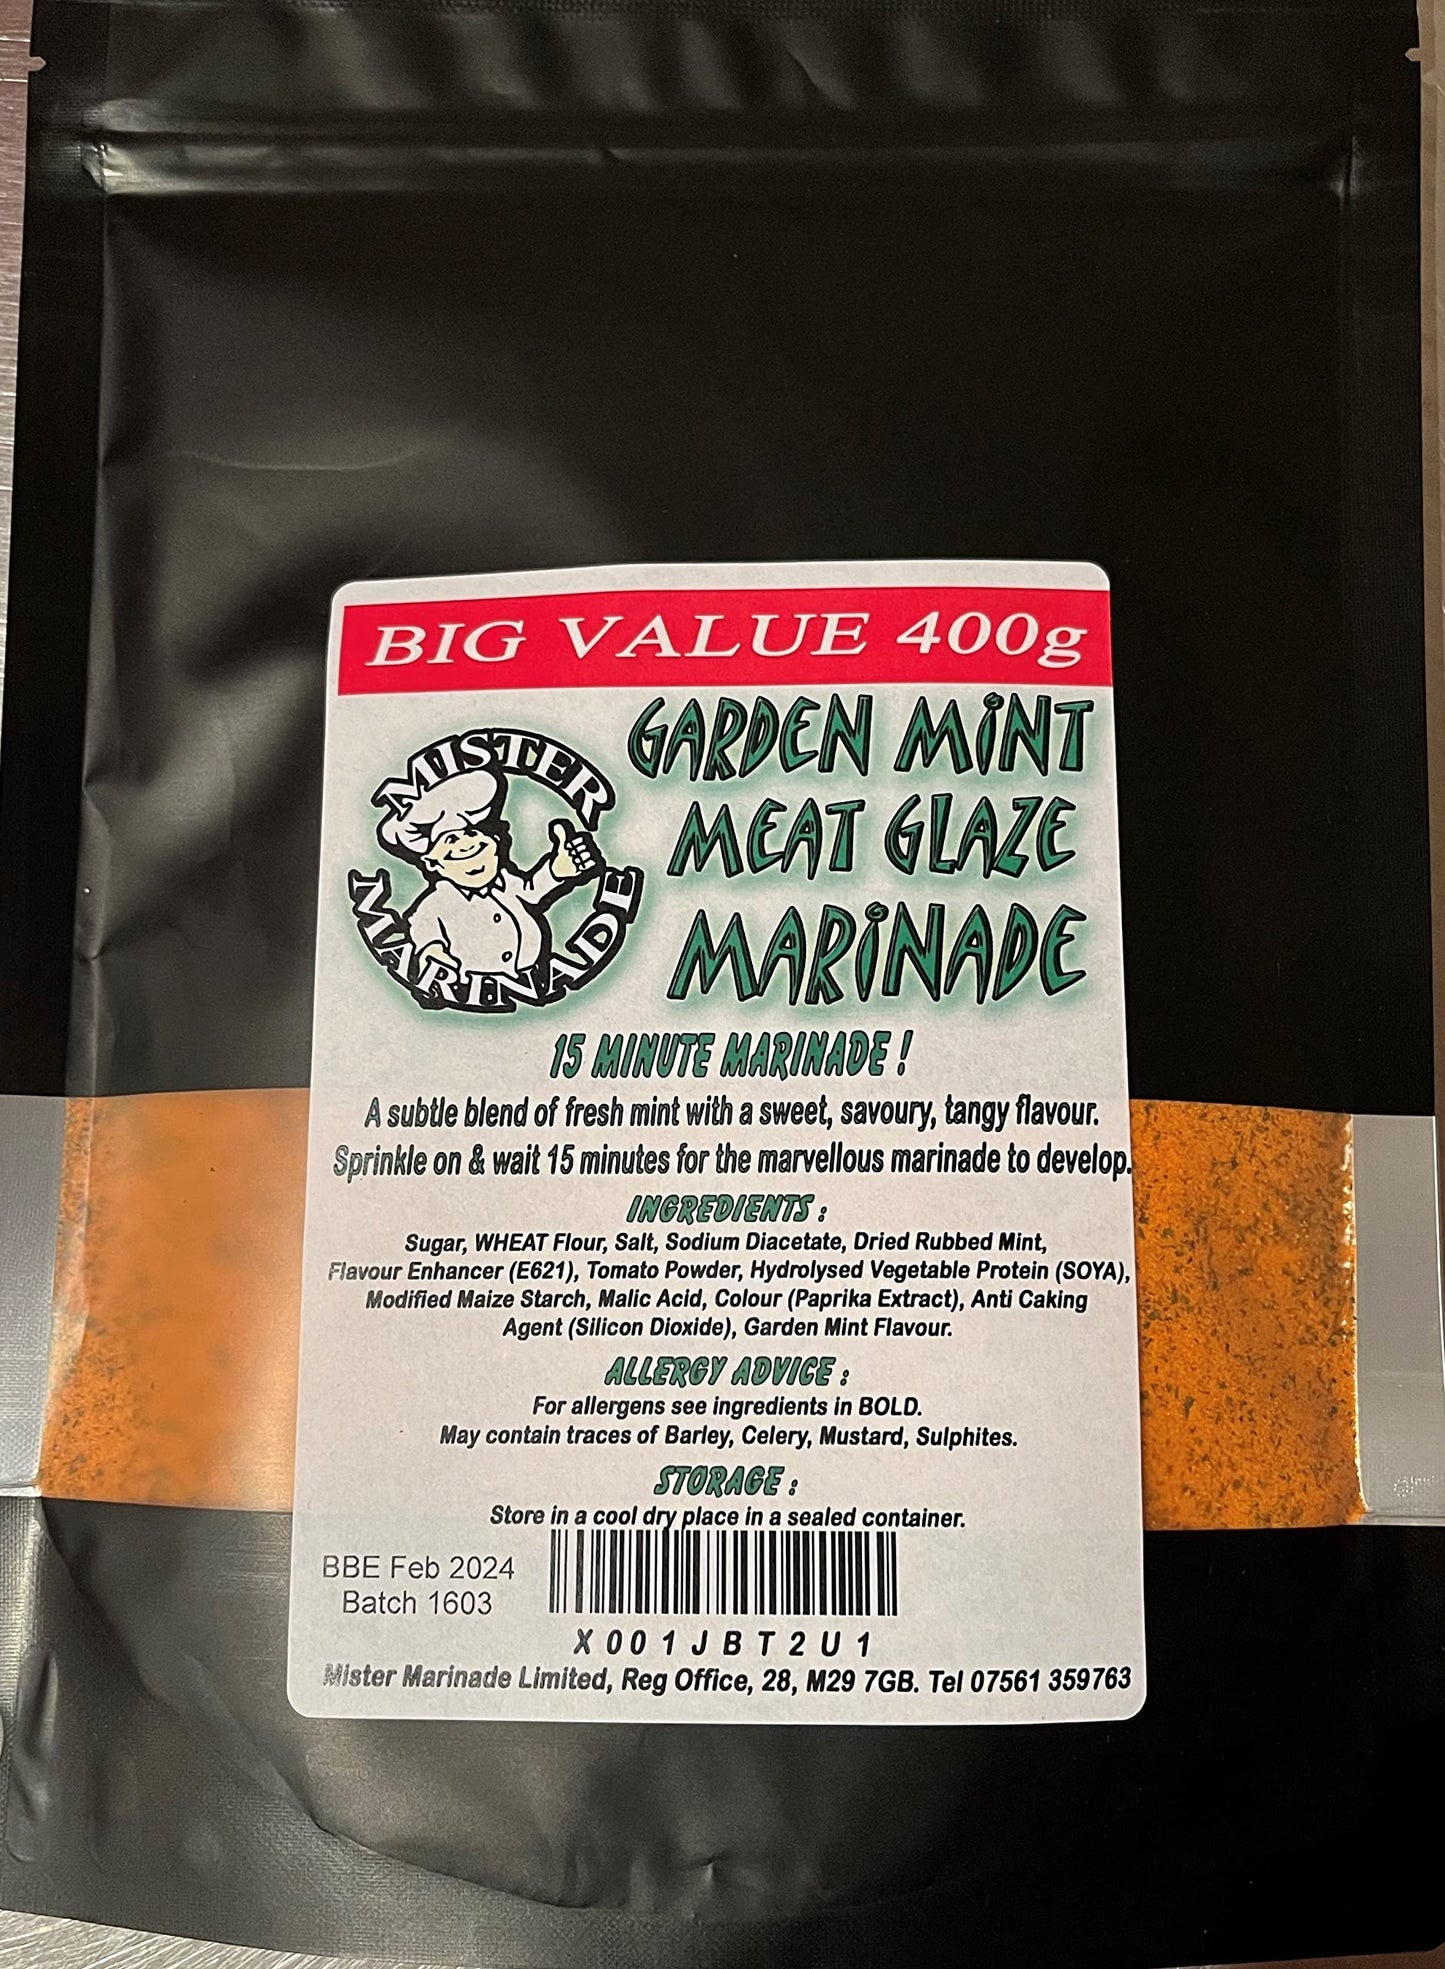 BIG VALUE 400g
MISTER
MARINADE
GARDEN MINT
MEAT GLAZE
MARINADE
15 MINUTE MARINADE !
A subtle blend of fresh mint with a sweet, savoury, tangy flavour.
Sprinkle on & wait 15 minutes for the marvellous marinade to develop.
INGREDIENTS :
Sugar, WHEAT Flour, Salt, Sodium Diacetate, Dried Rubbed Mint,
Flavour Enhancer (E621), Tomato Powder, Hydrolysed Vegetable Protein (SOYA),
Modified Maize Starch, Malic Acid, Colour (Paprika Extract), Anti Caking
Agent (Silicon Dioxide), Garden Mint Flavour.
ALLERGY ADVICE :
For allergens see ingredients in BOLD.
May contain traces of Barley, Celery, Mustard, Sulphites.
STORAGE :
Store in a cool dry place in a sealed container.
BBE Feb 2024
Batch 1603
X001JBT2U1
Mister Marinade Limited, Reg Office, 28, M29 7GB. Tel 07561 359763